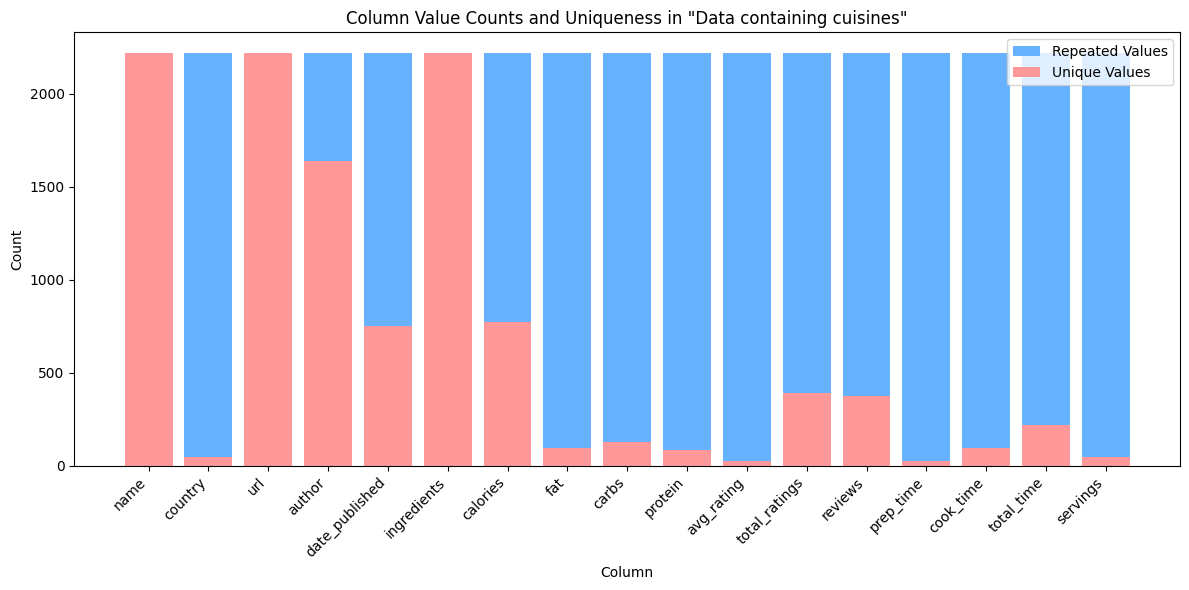 Column Value Counts and Uniqueness in "Data containing cuisines"
Repeated Values
Unique Values
Count
2000
1500
1000
500
0
name
country
url
author
date_published
ingredients
calories
fat
carbs
protein
avg_rating
total_ratings
reviews
prep_time
cook_time
total_time
servings
Column